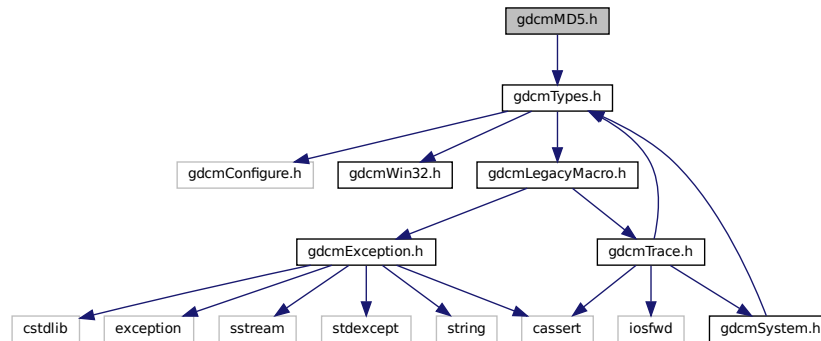 gdcmMD5.h
gdcmTypes.h
gdcmConfigure.h
gdcmWin32.h
gdcmLegacyMacro.h
gdcmException.h
gdcmTrace.h
cstdlib
exception
sstream
stdexcept
string
cassert
iosfwd
gdcmSystem.h